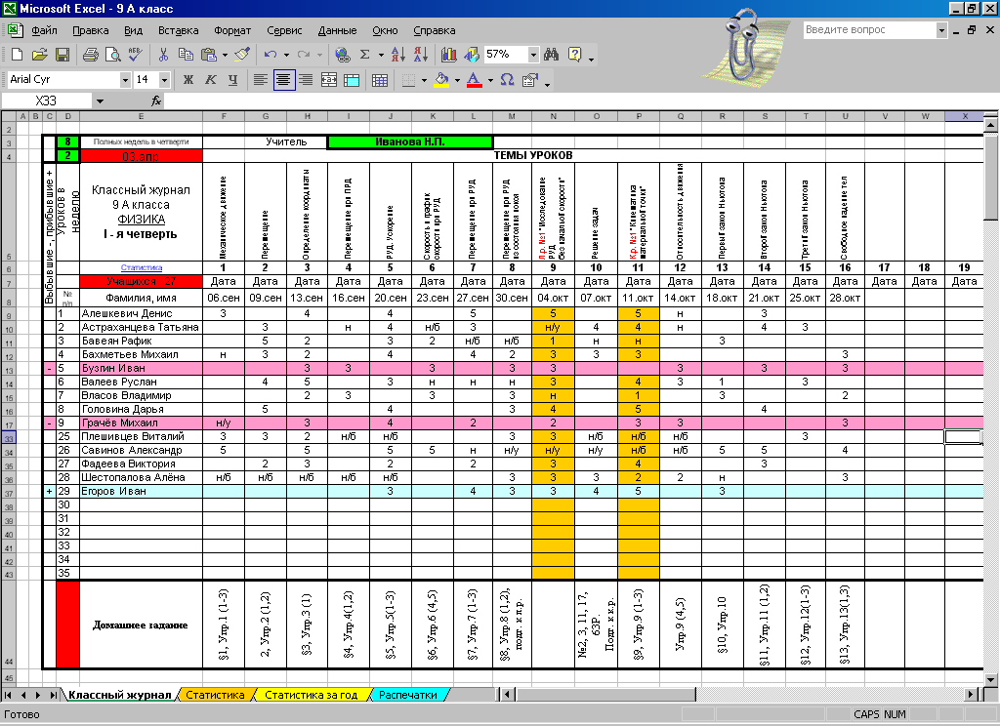 Microsoft Excel - 9 А класс
Файл Правка Вид Вставка Формат Сервис Данные Окно Справка Введите вопрос
57%
Arial Cyr 14 Ж К Ч
X33 fx
A B C D E F G H I J K L M N O P Q R S T U V W X
2
3 8 Полных недель в четверти Учитель Иванова Н.П.
4 2 03.апр ТЕМЫ УРОКОВ
5 Выбывшие -, прибывшие + Уроков в неделю
Классный журнал
9 А класса
ФИЗИКА
I - я четверть
Механическое движение
Перемещение
Определение координаты
Перемещение при ПРД
РУД. Ускорение
Скорость и график скорости при РУД
Перемещение при РУД
Перемещение при РУД из состояния покоя
Л.р. №1 "Исследование РУД без начальной скорости"
Решение задач
К.р. №1 "Кинематика материальной точки"
Относительность движения
Первый закон Ньютона
Второй закон Ньютона
Третий закон Ньютона
Свободное падение тел
6 Статистика 1 2 3 4 5 6 7 8 9 10 11 12 13 14 15 16 17 18 19
7 Учащихся 27 Дата Дата Дата Дата Дата Дата Дата Дата Дата Дата Дата Дата Дата Дата Дата Дата Дата Дата Дата
8 № п/п Фамилия, имя 06.сен 09.сен 13.сен 16.сен 20.сен 23.сен 27.сен 30.сен 04.окт 07.окт 11.окт 14.окт 18.окт 21.окт 25.окт 28.окт
9 1 Алешкевич Денис 3 4 4 5 5 5 н 3
10 2 Астраханцева Татьяна 3 н 4 н/б 3 н/у 4 4 н 4 3
11 3 Бавеян Рафик 5 2 3 2 н/б н/б 1 н н 3
12 4 Бахметьев Михаил н 3 2 4 4 2 3 3 3 3
13 - 5 Бузгин Иван 3 3 3 3 3 3 3 3
14 6 Валеев Руслан 4 5 3 н н н 3 4 3 1 3
15 7 Власов Владимир 2 3 3 3 н 1 3 2
16 8 Головина Дарья 5 4 3 4 5 4
17 - 9 Грачёв Михаил н/у 3 4 2 2 3 3 3
33 25 Плешивцев Виталий 3 3 2 н/б н/б 3 3 н/б н/б н/б 3
34 26 Савинов Александр 5 5 5 5 н н/у н/у н/у н/б н/б 5 5 4
35 27 Фадеева Виктория 2 3 2 2 3 4 3
36 28 Шестопалова Алёна н/б н/б н/б н/б н/б 3 3 3 2 2 н 3
37 + 29 Егоров Иван 3 4 3 3 4 5 3
38 30
39 31
40 32
41 33
42 34
43 35
44 Домашнее задание
§1, Упр.1 (1-3)
2, Упр.2 (1,2)
§3, Упр.3 (1)
§4, Упр.4(1,2)
§5, Упр.5(1-3)
§6, Упр.6 (4,5)
§7, Упр.7 (1-3)
§8, Упр.8 (1,2), подг. к л.р.
№2, 3, 11, 17, 63Р. Подг. к к.р.
§9, Упр.9 (1-3)
Упр.9 (4,5)
§10, Упр.10
§11, Упр.11 (1,2)
§12, Упр.12(1-3)
§13, Упр.13(1,3)
45
Классный журнал Статистика Статистика за год Распечатки
Готово CAPS NUM